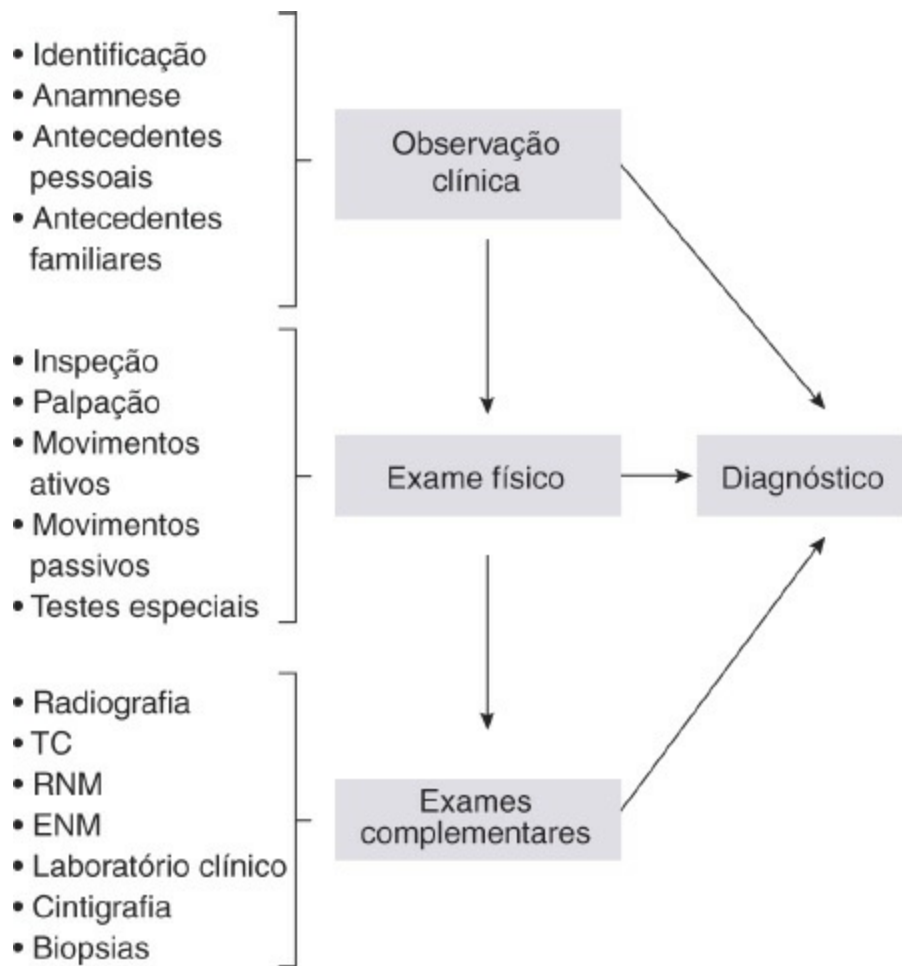 • Identificação
• Anamnese
• Antecedentes
pessoais
• Antecedentes
familiares
Observação
clínica
• Inspeção
• Palpação
• Movimentos
ativos
• Movimentos
passivos
• Testes especiais
Exame físico
Diagnóstico
• Radiografia
• TC
• RNM
• ENM
• Laboratório clínico
• Cintigrafia
• Biopsias
Exames
complementares